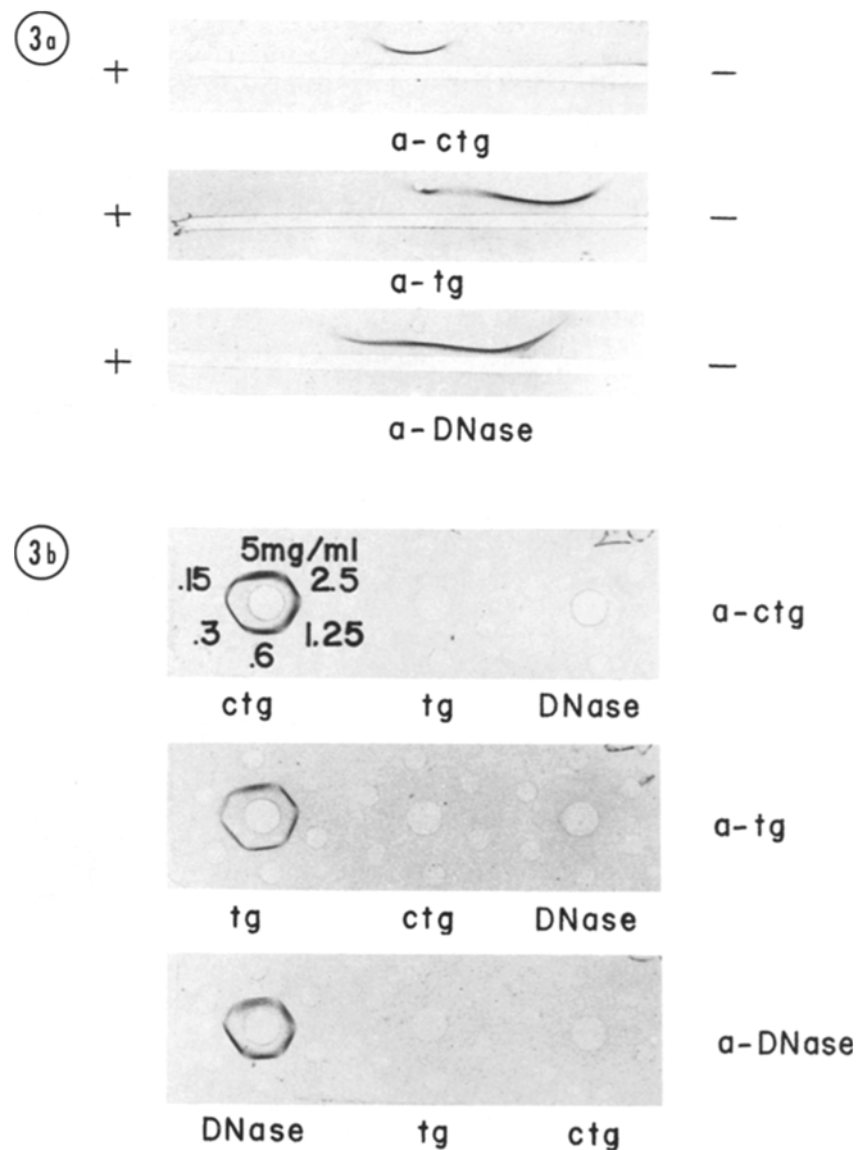 3a
+ −
a-ctg
+ −
a-tg
+ −
a-DNase
3b
5mg/ml
.15 2.5
.3 1.25
.6
a-ctg
ctg tg DNase
a-tg
tg ctg DNase
a-DNase
DNase tg ctg